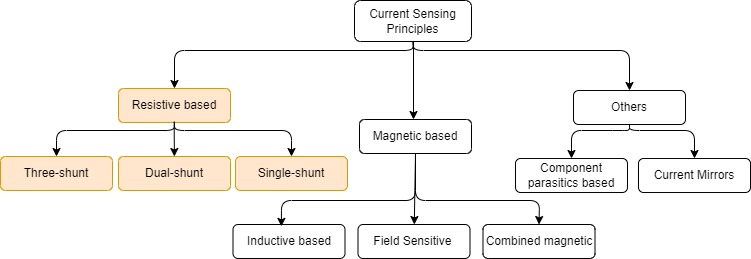 Current Sensing
Principles
Resistive based
Others
Magnetic based
Three-shunt
Dual-shunt
Single-shunt
Component
parasitics based
Current Mirrors
Inductive based
Field Sensitive
Combined magnetic